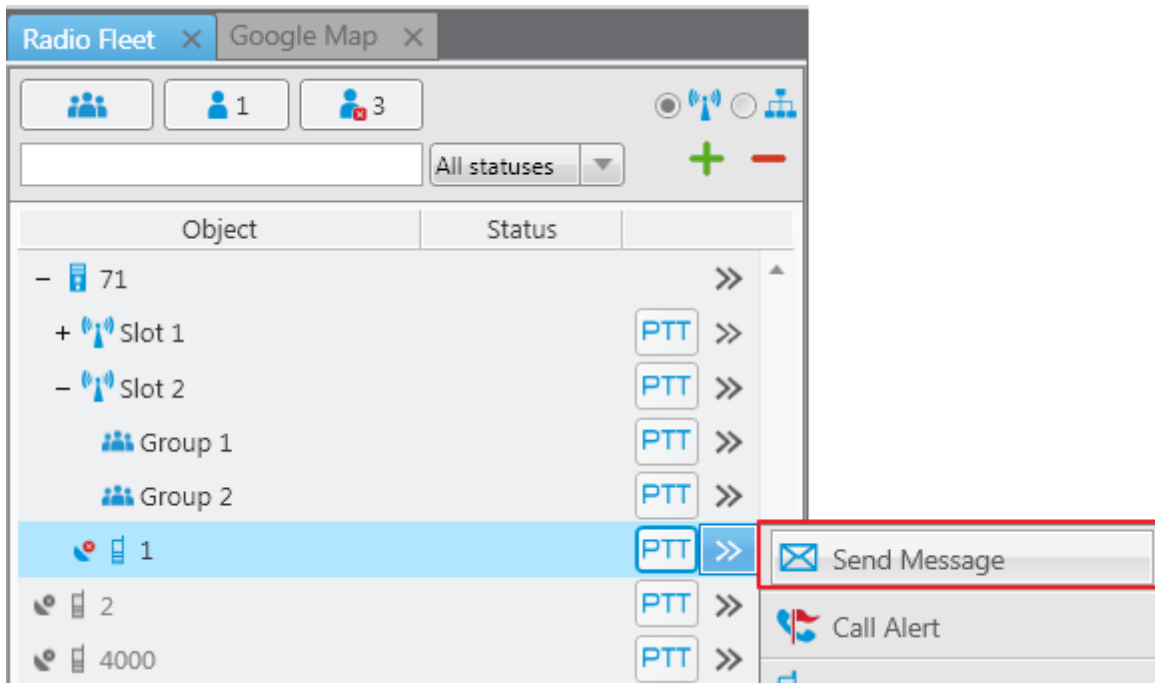 Radio Fleet Google Map
1 3
All statuses
Object Status
71
Slot 1 PTT
Slot 2 PTT
Group 1 PTT
Group 2 PTT
1 PTT Send Message
2 PTT
Call Alert
4000 PTT